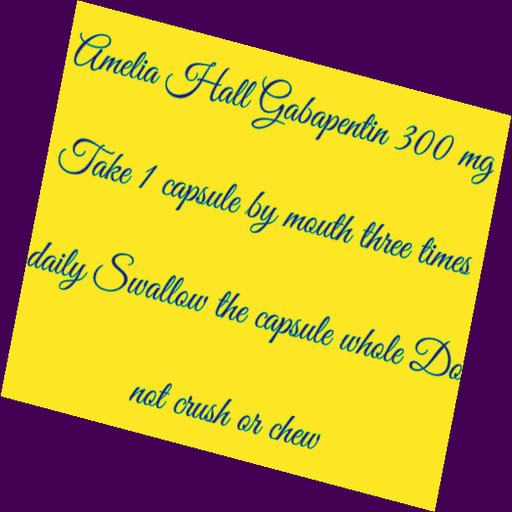 Amelia Hall Gabapentin 300 mg
Take 1 capsule by mouth three times
daily Swallow the capsule whole Do
not crush or chew